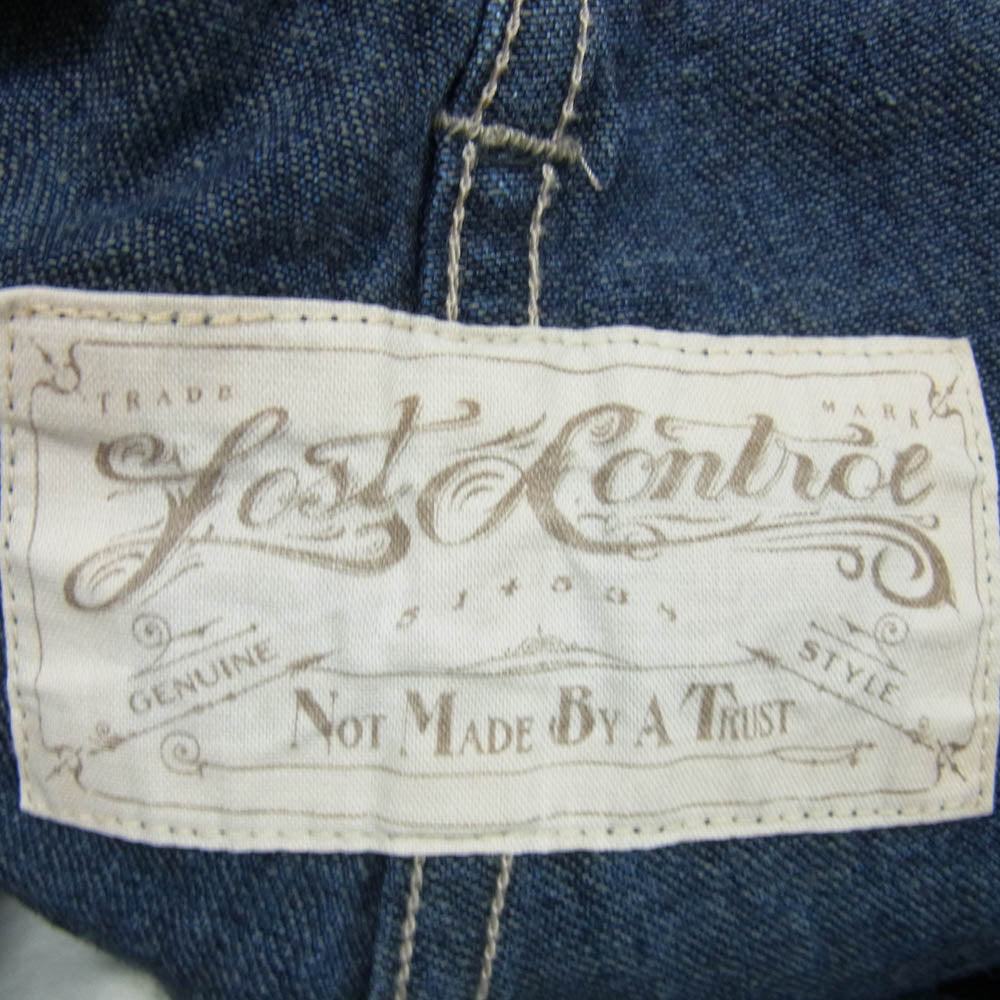 TRADE MARK
Lost Control
GENUINE STYLE
NOT MADE BY A TRUST